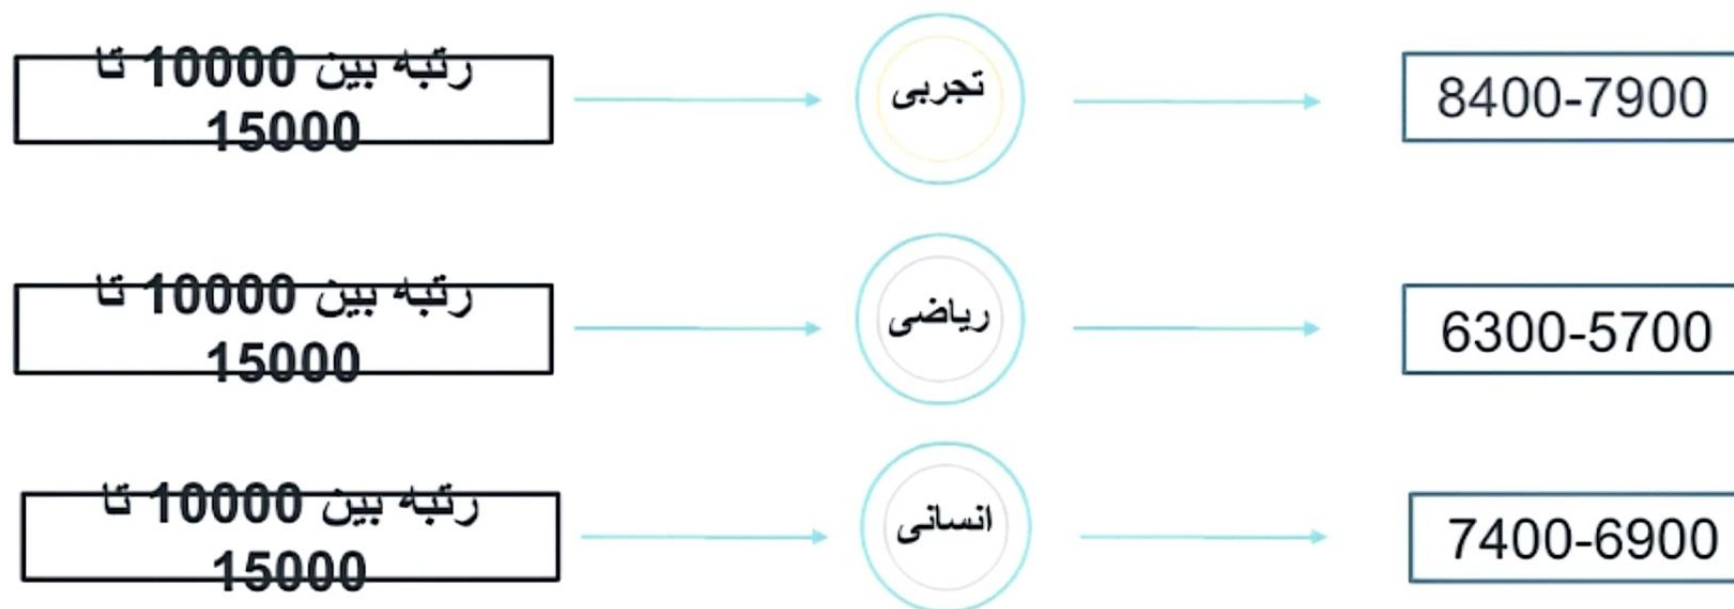 رتبه بین 10000 تا
15000
تجربی
8400-7900
رتبه بین 10000 تا
15000
ریاضی
6300-5700
رتبه بین 10000 تا
15000
انسانی
7400-6900